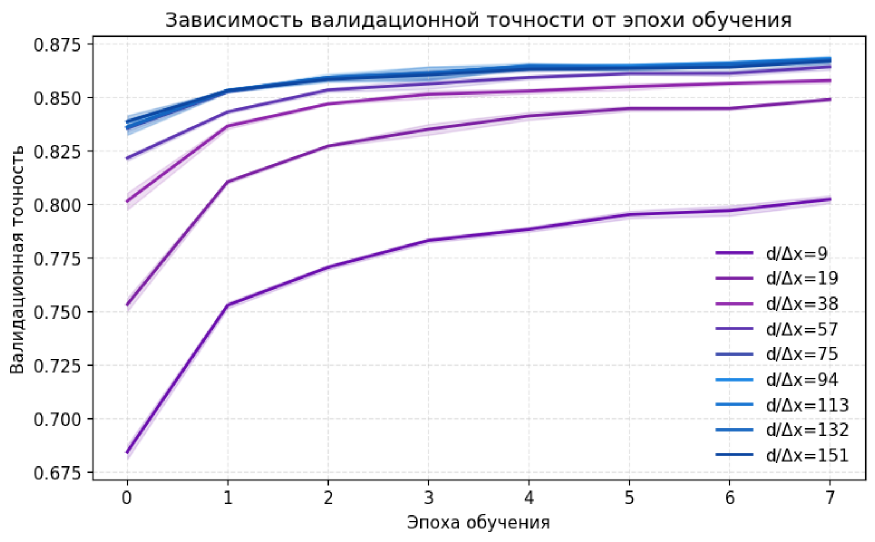 Зависимость валидационной точности от эпохи обучения
Валидационная точность
0.875
0.850
0.825
0.800
0.775
0.750
0.725
0.700
0.675
d/Δx=9
d/Δx=19
d/Δx=38
d/Δx=57
d/Δx=75
d/Δx=94
d/Δx=113
d/Δx=132
d/Δx=151
0 1 2 3 4 5 6 7
Эпоха обучения